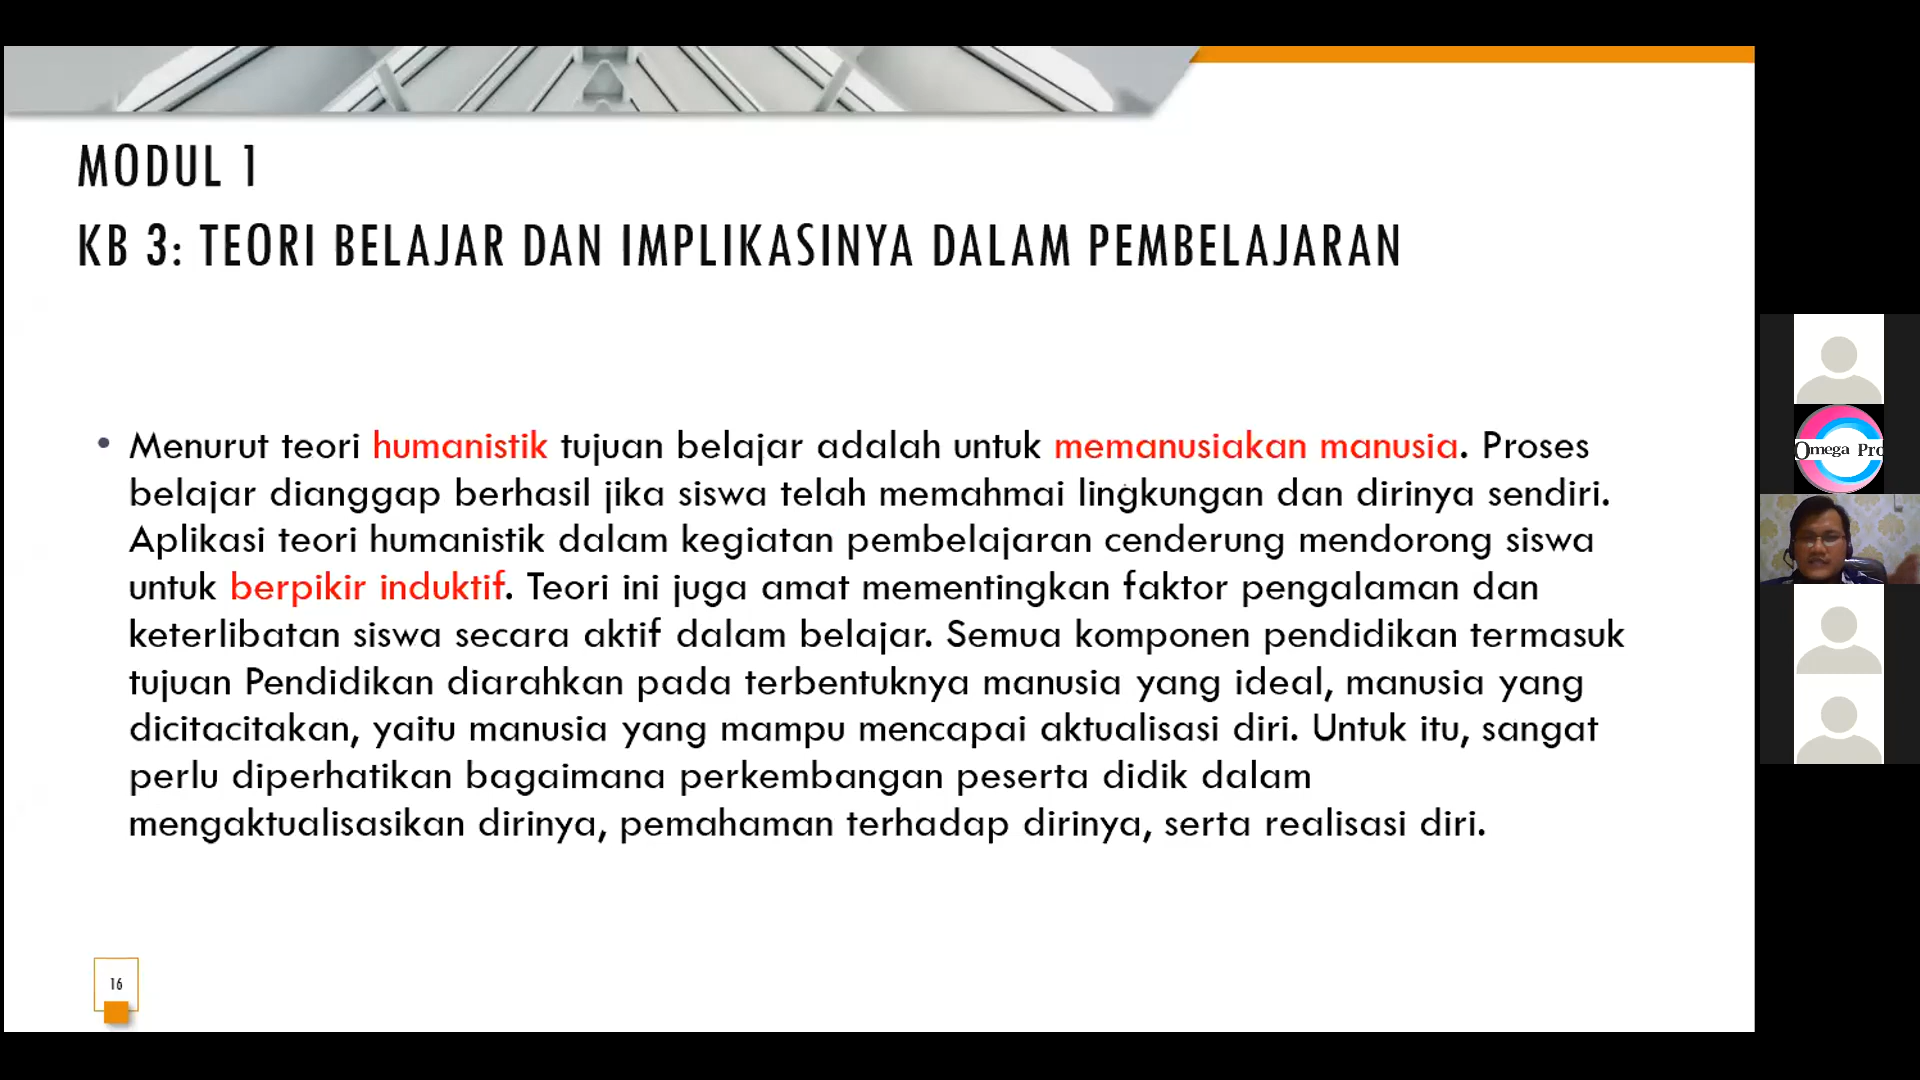 MODUL 1
KB 3: TEORI BELAJAR DAN IMPLIKASINYA DALAM PEMBELAJARAN
• Menurut teori humanistik tujuan belajar adalah untuk memanusiakan manusia. Proses
belajar dianggap berhasil jika siswa telah memahmai lingkungan dan dirinya sendiri.
Aplikasi teori humanistik dalam kegiatan pembelajaran cenderung mendorong siswa
untuk berpikir induktif. Teori ini juga amat mementingkan faktor pengalaman dan
keterlibatan siswa secara aktif dalam belajar. Semua komponen pendidikan termasuk
tujuan Pendidikan diarahkan pada terbentuknya manusia yang ideal, manusia yang
dicitacitakan, yaitu manusia yang mampu mencapai aktualisasi diri. Untuk itu, sangat
perlu diperhatikan bagaimana perkembangan peserta didik dalam
mengaktualisasikan dirinya, pemahaman terhadap dirinya, serta realisasi diri.
16
Omega Pro